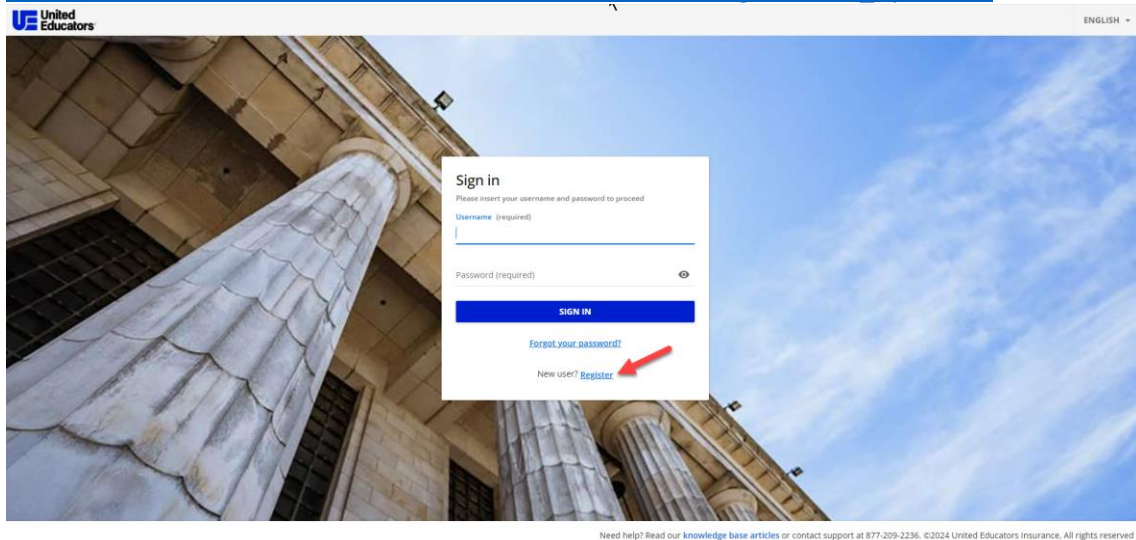 United
Educators
ENGLISH
Sign in
Please insert your username and password to proceed
Username (required)
Password (required)
SIGN IN
Forgot your password?
New user? Register
Need help? Read our knowledge base articles or contact support at 877-209-2236. ©2024 United Educators Insurance, All rights reserved